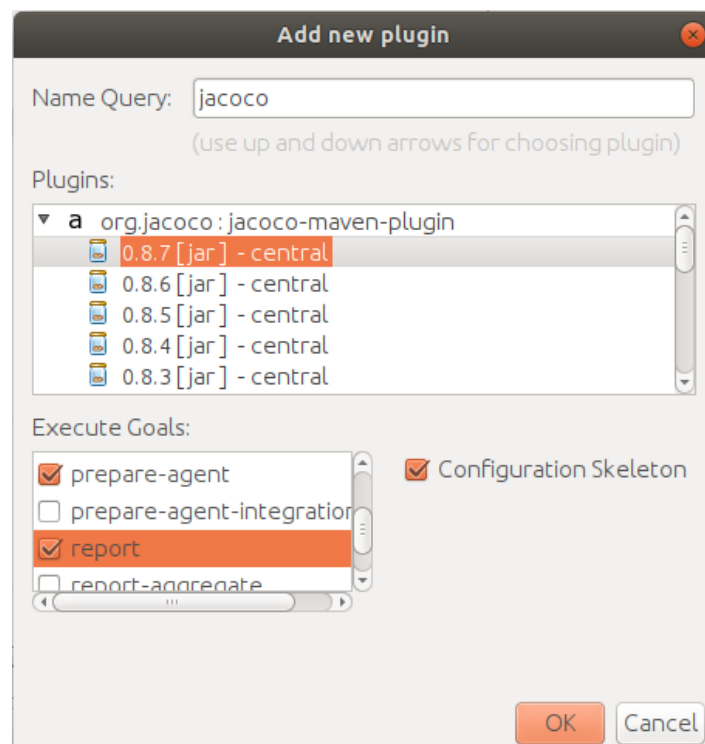 Add new plugin
Name Query: jacoco
(use up and down arrows for choosing plugin)
Plugins:
a org.jacoco : jacoco-maven-plugin
0.8.7 [jar] - central
0.8.6 [jar] - central
0.8.5 [jar] - central
0.8.4 [jar] - central
0.8.3 [jar] - central
Execute Goals:
prepare-agent
Configuration Skeleton
prepare-agent-integration
report
report-aggregate
OK Cancel